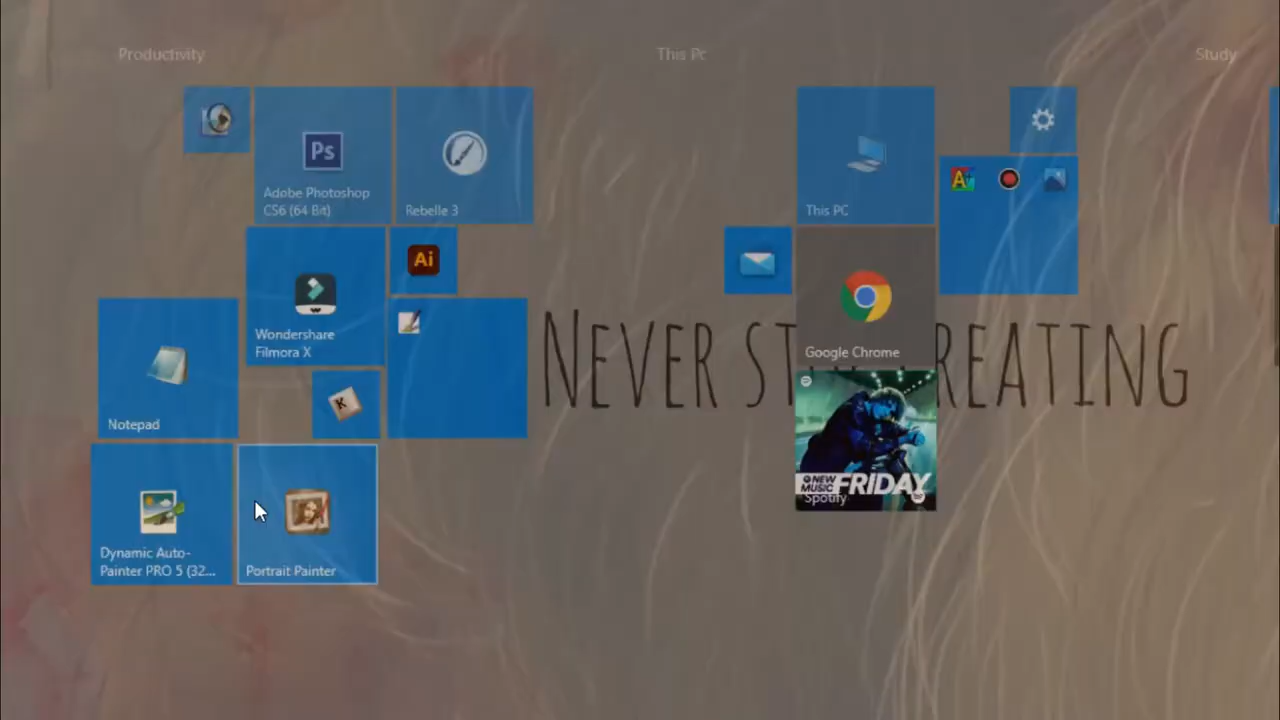 Productivity
This Pc
Study
Ps
Adobe Photoshop
CS6 (64 Bit)
Rebelle 3
This PC
A+
Ai
Wondershare
Filmora X
Google Chrome
NEVER ST
REATING
Notepad
K
NEW
MUSIC
FRIDAY
Spotify
Dynamic Auto-
Painter PRO 5 (32...
Portrait Painter